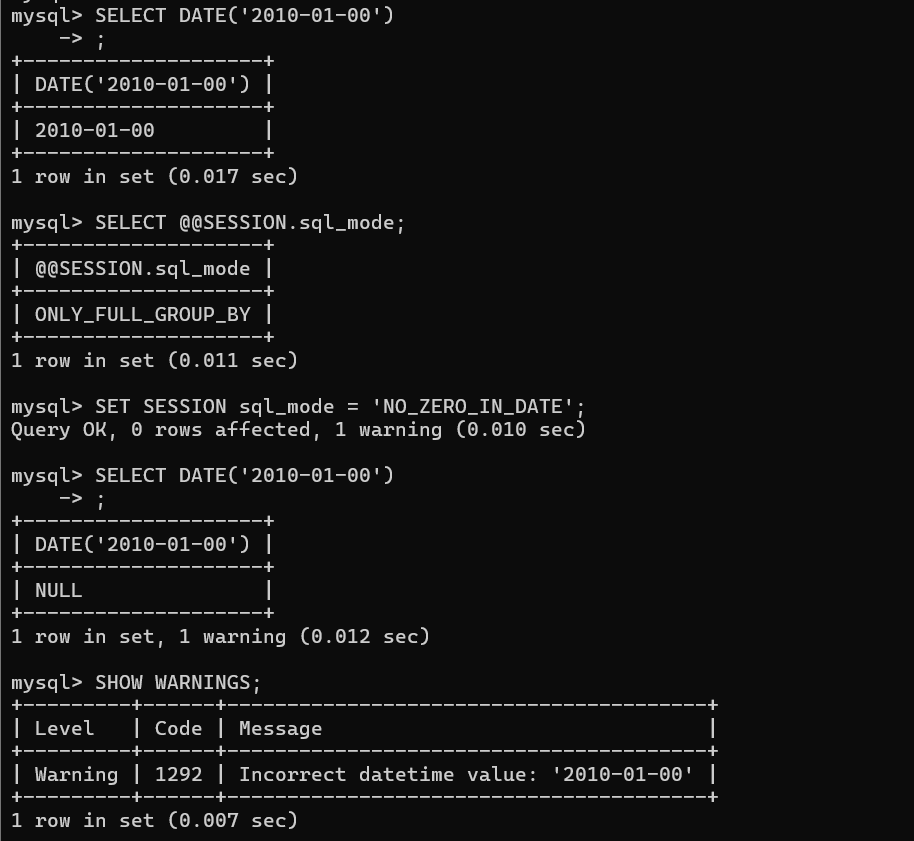 mysql> SELECT DATE('2010-01-00')
    -> ;
+--------------------+
| DATE('2010-01-00') |
+--------------------+
| 2010-01-00         |
+--------------------+
1 row in set (0.017 sec)

mysql> SELECT @@SESSION.sql_mode;
+--------------------+
| @@SESSION.sql_mode |
+--------------------+
| ONLY_FULL_GROUP_BY |
+--------------------+
1 row in set (0.011 sec)

mysql> SET SESSION sql_mode = 'NO_ZERO_IN_DATE';
Query OK, 0 rows affected, 1 warning (0.010 sec)

mysql> SELECT DATE('2010-01-00')
    -> ;
+--------------------+
| DATE('2010-01-00') |
+--------------------+
| NULL               |
+--------------------+
1 row in set, 1 warning (0.012 sec)

mysql> SHOW WARNINGS;
+---------+------+----------------------------------------+
| Level   | Code | Message                                |
+---------+------+----------------------------------------+
| Warning | 1292 | Incorrect datetime value: '2010-01-00' |
+---------+------+----------------------------------------+
1 row in set (0.007 sec)